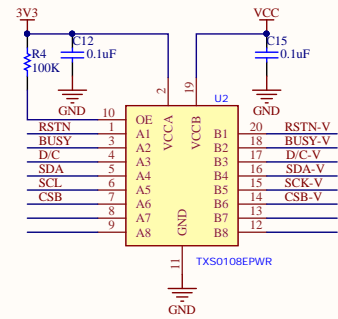 3V3 VCC
C12 C15
R4 0.1uF 0.1uF
100K
GND GND
2 19 U2
10 OE VCCA VCCB
RSTN 1 A1 B1 20 RSTN-V
BUSY 3 A2 B2 18 BUSY-V
D/C 4 A3 B3 17 D/C-V
SDA 5 A4 B4 16 SDA-V
SCL 6 A5 B5 15 SCK-V
CSB 7 A6 B6 14 CSB-V
8 A7 B7 13
9 A8 GND B8 12
11 TXS0108EPWR
GND